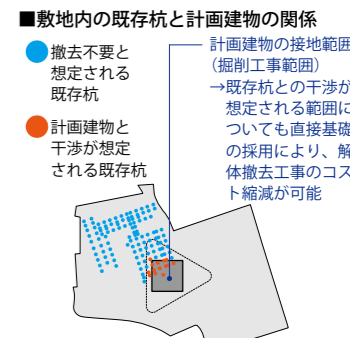 ■敷地内の既存杭と計画建物の関係
撤去不要と
想定される
既存杭
計画建物と
干渉が想定
される既存杭
計画建物の接地範囲
（掘削工事範囲）
→既存杭との干渉が
想定される範囲に
ついても直接基礎
の採用により、解
体撤去工事のコス
ト縮減が可能